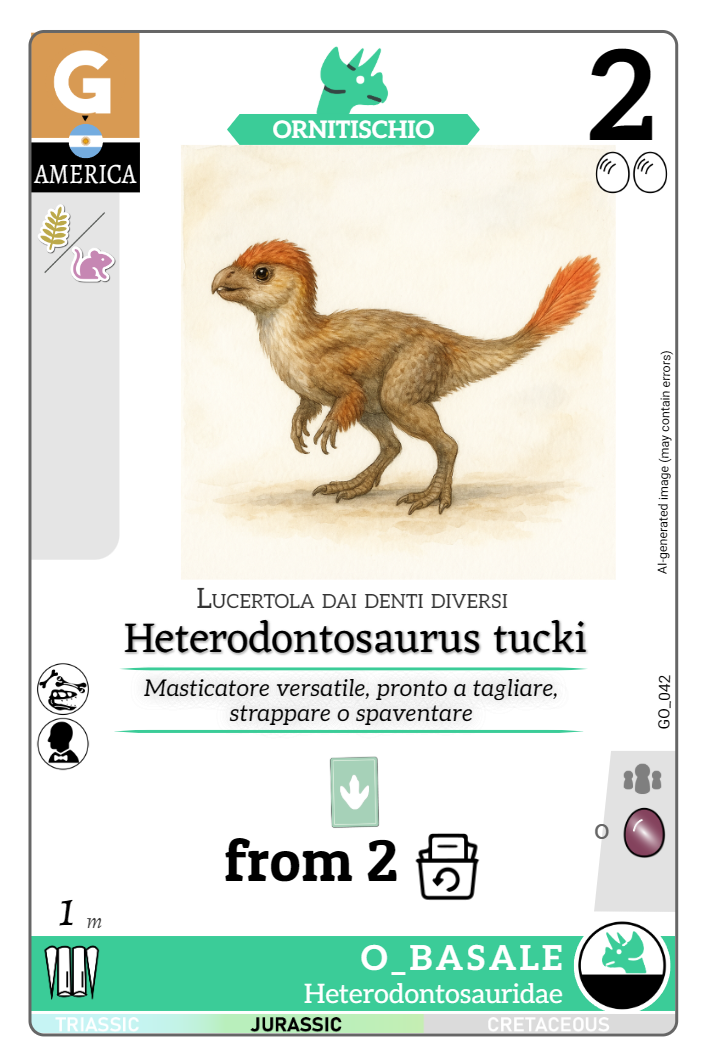 G
AMERICA
ORNITISCHIO
2
AI-generated image (may contain errors)
Lucertola dai denti diversi
Heterodontosaurus tucki
Masticatore versatile, pronto a tagliare,
strappare o spaventare
GO_042
from 2
O
1 m
O_BASALE
Heterodontosauridae
TRIASSIC JURASSIC CRETACEOUS